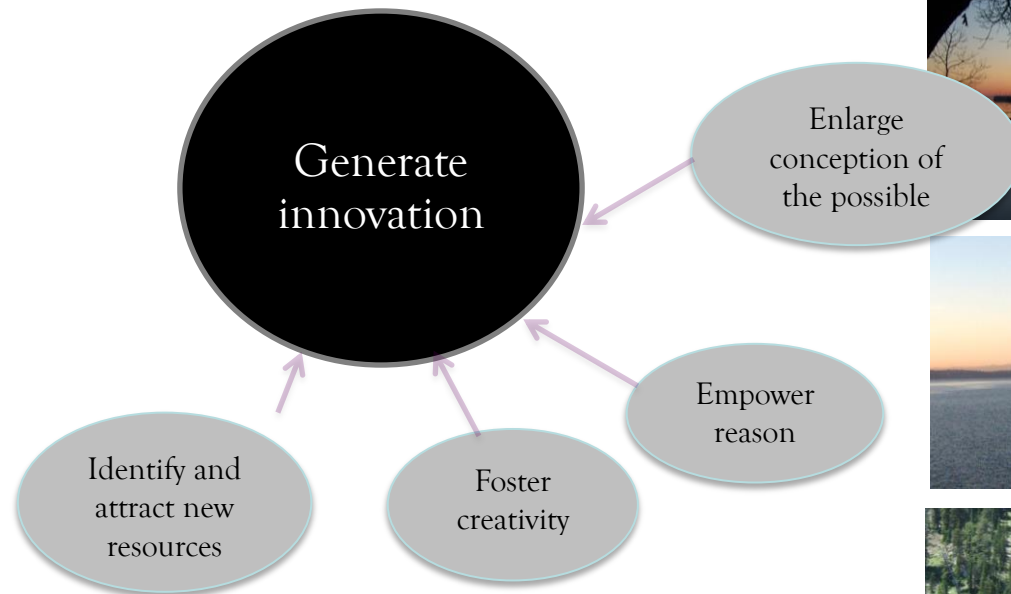 Generate
innovation
Enlarge
conception of
the possible
Empower
reason
Foster
creativity
Identify and
attract new
resources